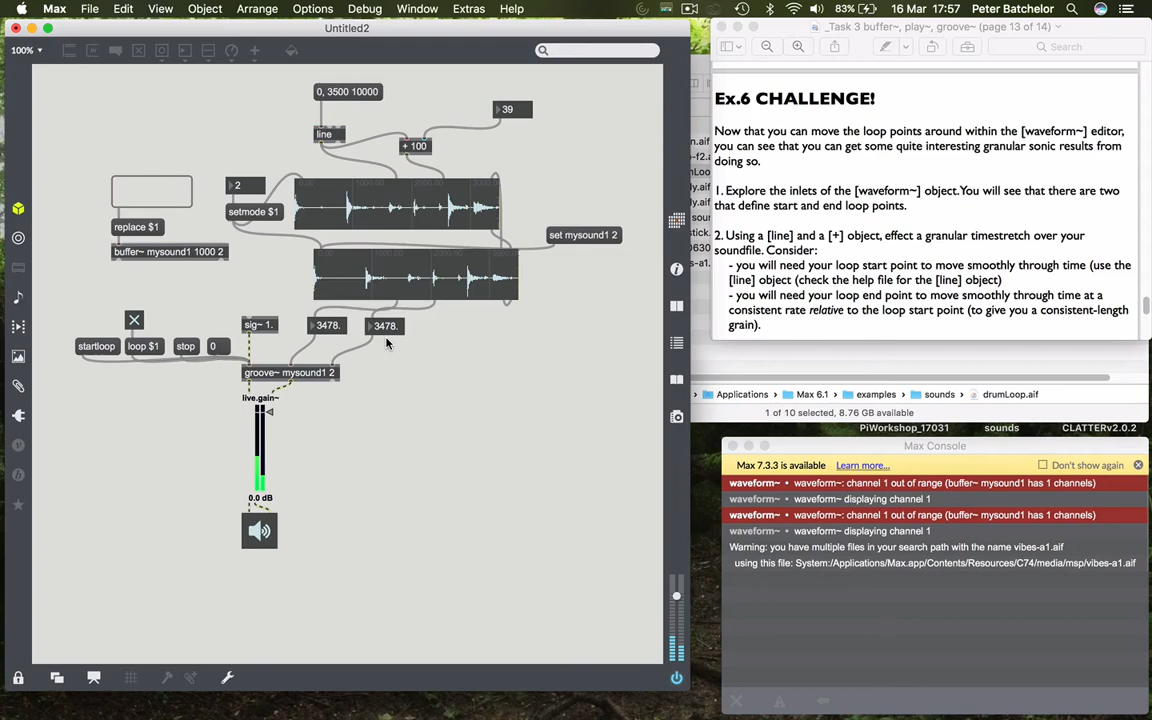 Max File Edit View Object Arrange Options Debug Window Extras Help 83% 16 Mar 17:57 Peter Batchelor
Untitled2
100%
0, 3500 10000
39
line
+ 100
2
setmode $1
0.00 1000.00 2000.00 3000.0
replace $1
buffer~ mysound1 1000 2
set mysound1 2
sig~ 1.
3478.
3478.
startloop
loop $1
stop
0
groove~ mysound1 2
live.gain~
0.0 dB
_Task 3 buffer~, play~, groove~ (page 13 of 14)
Search
Ex.6 CHALLENGE!
Now that you can move the loop points around within the [waveform~] editor,
you can see that you can get some quite interesting granular sonic results from
doing so.
1. Explore the inlets of the [waveform~] object. You will see that there are two
that define start and end loop points.
2. Using a [line] and a [+] object, effect a granular timestretch over your
soundfile. Consider:
- you will need your loop start point to move smoothly through time (use the
[line] object (check the help file for the [line] object)
- you will need your loop end point to move smoothly through time at a
consistent rate relative to the loop start point (to give you a consistent-length
grain).
Applications Max 6.1 examples sounds drumLoop.aif
1 of 10 selected, 8.76 GB available
PiWorkshop_17031 sounds CLATTERv2.0.2
Max Console
Max 7.3.3 is available Learn more... Don't show again
waveform~ • waveform~: channel 1 out of range (buffer~ mysound1 has 1 channels)
waveform~ • waveform~ displaying channel 1
waveform~ • waveform~: channel 1 out of range (buffer~ mysound1 has 1 channels)
waveform~ • waveform~ displaying channel 1
Warning: you have multiple files in your search path with the name vibes-a1.aif
using this file: System:/Applications/Max.app/Contents/Resources/C74/media/msp/vibes-a1.aif